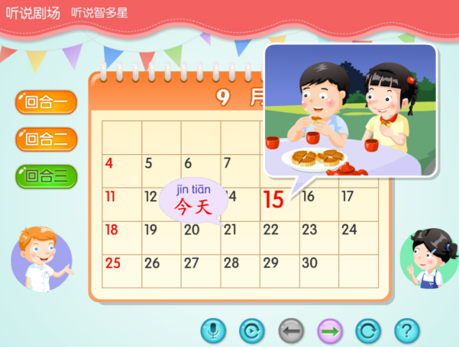 听说剧场 听说智多星
回合一
回合二
回合三
9 月
4 5 6 7
11 12 15 16 17
jīn tiān
今天
18 19 20 21 22 23 24
25 26 27 28 29 30
?